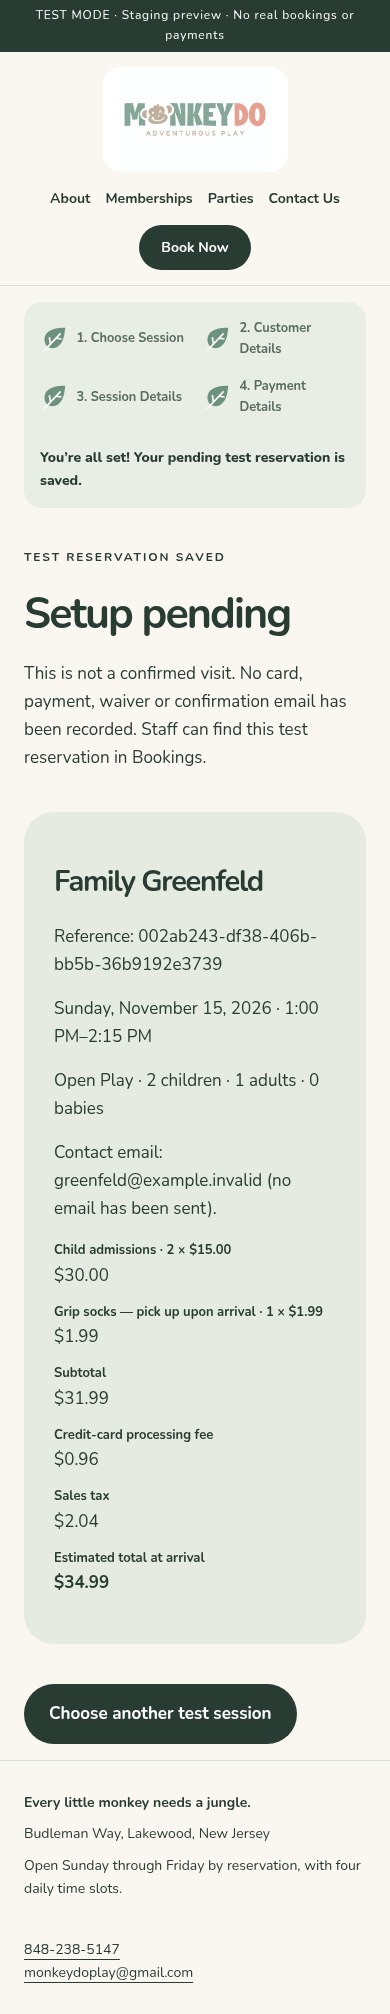 TEST MODE · Staging preview · No real bookings or
payments
MONKEYDO
ADVENTUROUS PLAY
About Memberships Parties Contact Us
Book Now
1. Choose Session
2. Customer
Details
3. Session Details
4. Payment
Details
You’re all set! Your pending test reservation is
saved.
TEST RESERVATION SAVED
Setup pending
This is not a confirmed visit. No card,
payment, waiver or confirmation email has
been recorded. Staff can find this test
reservation in Bookings.
Family Greenfeld
Reference: 002ab243-df38-406b-
bb5b-36b9192e3739
Sunday, November 15, 2026 · 1:00
PM–2:15 PM
Open Play · 2 children · 1 adults · 0
babies
Contact email:
greenfeld@example.invalid (no
email has been sent).
Child admissions · 2 × $15.00
$30.00
Grip socks — pick up upon arrival · 1 × $1.99
$1.99
Subtotal
$31.99
Credit-card processing fee
$0.96
Sales tax
$2.04
Estimated total at arrival
$34.99
Choose another test session
Every little monkey needs a jungle.
Budleman Way, Lakewood, New Jersey
Open Sunday through Friday by reservation, with four
daily time slots.
848-238-5147
monkeydoplay@gmail.com